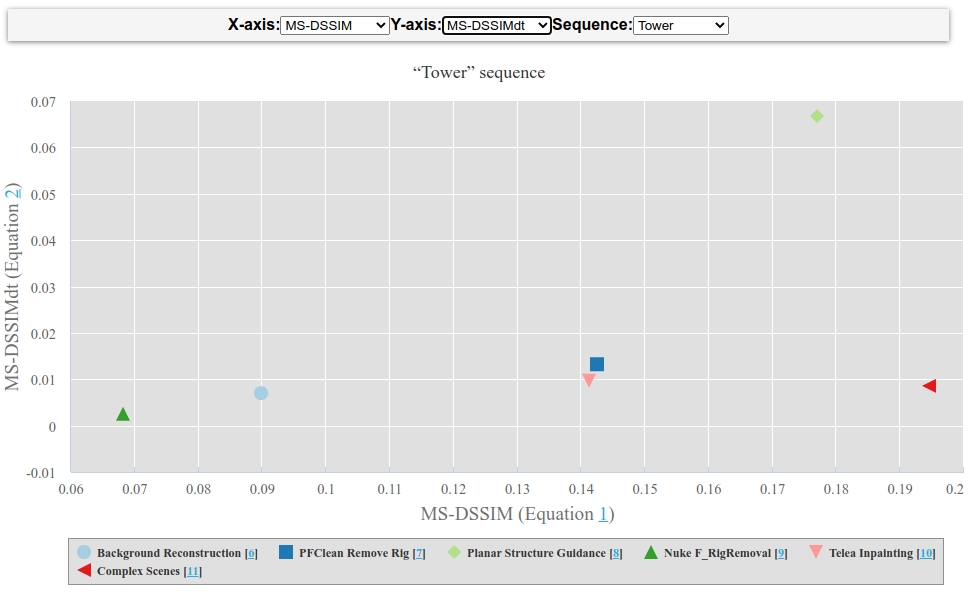 X-axis: MS-DSSIM Y-axis: MS-DSSIMdt Sequence: Tower
“Tower” sequence
0.07
0.06
0.05
0.04
0.03
0.02
0.01
0
-0.01
MS-DSSIMdt (Equation 2)
0.06 0.07 0.08 0.09 0.1 0.11 0.12 0.13 0.14 0.15 0.16 0.17 0.18 0.19 0.2
MS-DSSIM (Equation 1)
Background Reconstruction [6] PFClean Remove Rig [7] Planar Structure Guidance [8] Nuke F_RigRemoval [9] Telea Inpainting [10]
Complex Scenes [11]